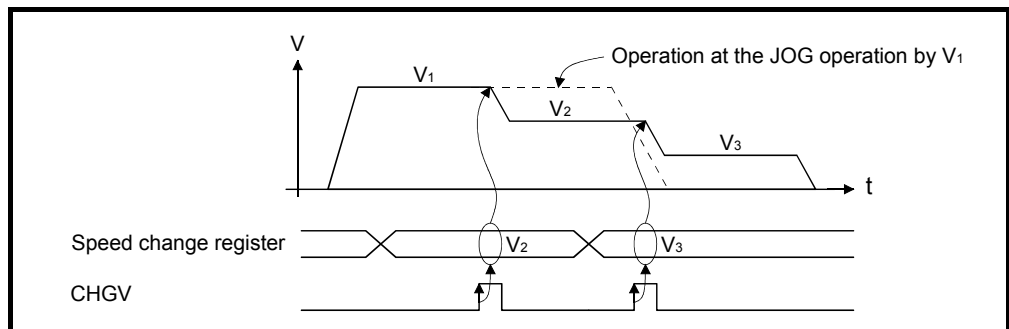 V
Operation at the JOG operation by V1
V1
V2
V3
t
Speed change register
V2
V3
CHGV